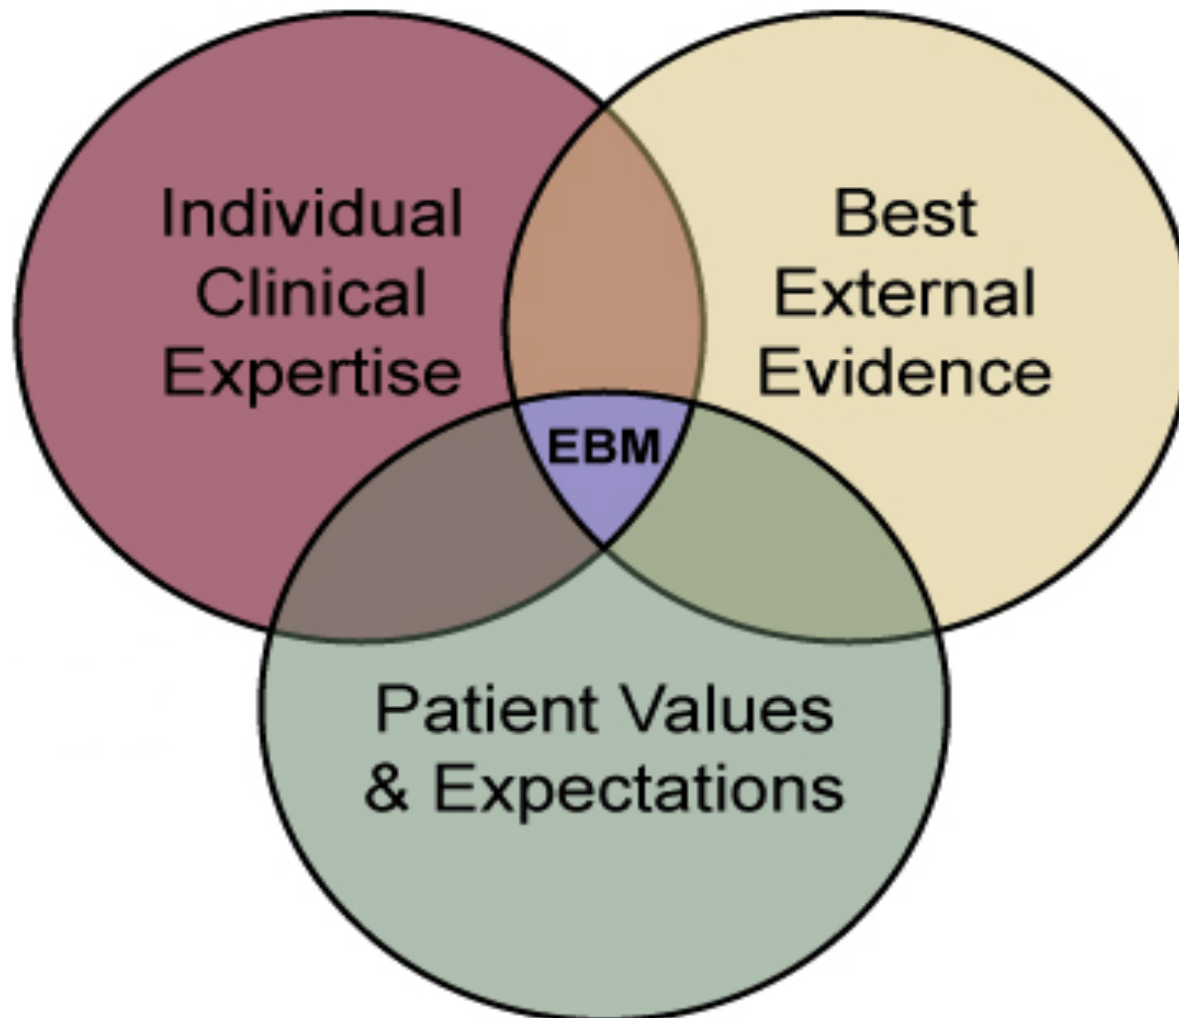 Individual
Clinical
Expertise
Best
External
Evidence
EBM
Patient Values
& Expectations